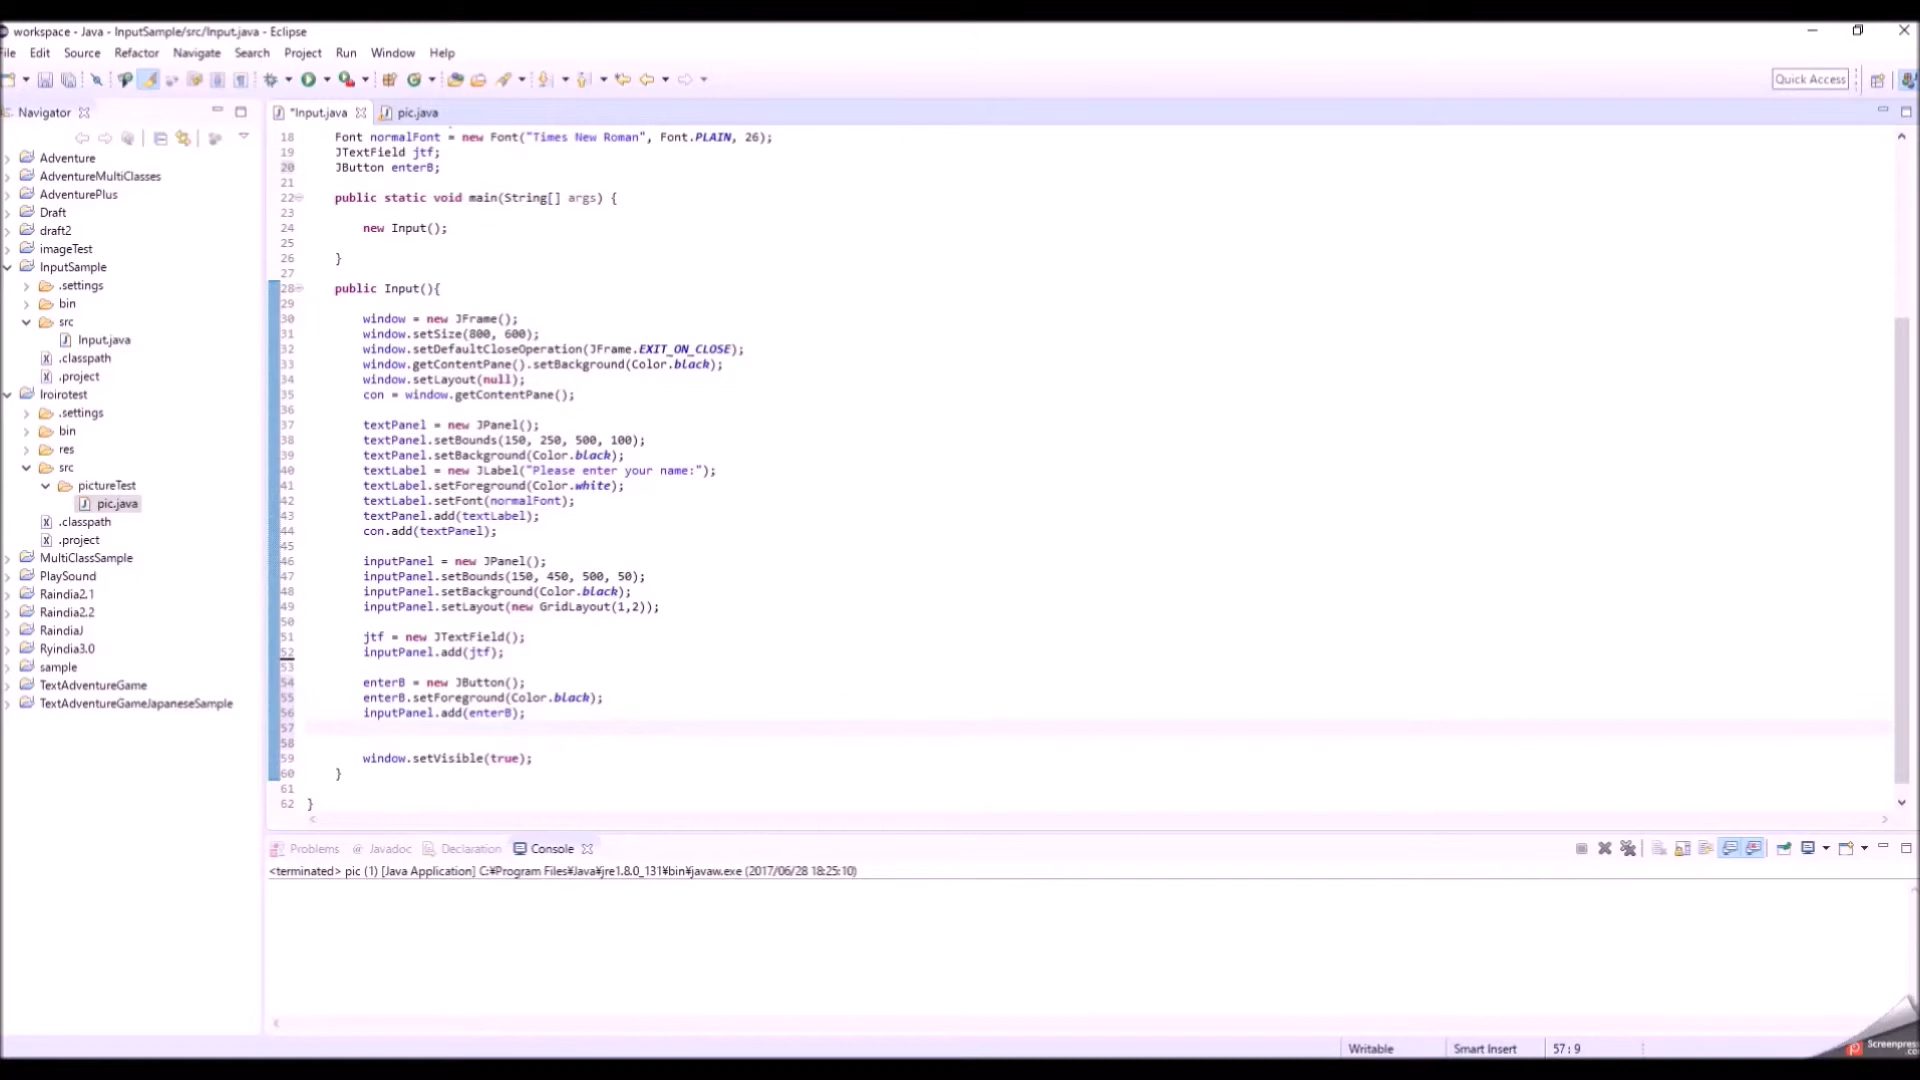 workspace - Java - InputSample/src/Input.java - Eclipse
ile Edit Source Refactor Navigate Search Project Run Window Help
Quick Access
Navigator
Adventure
AdventureMultiClasses
AdventurePlus
Draft
draft2
imageTest
InputSample
.settings
bin
src
Input.java
.classpath
.project
Iroirotest
.settings
bin
res
src
pictureTest
pic.java
.classpath
.project
MultiClassSample
PlaySound
Raindia2.1
Raindia2.2
RaindiaJ
Ryindia3.0
sample
TextAdventureGame
TextAdventureGameJapaneseSample
*Input.java pic.java
18 Font normalFont = new Font("Times New Roman", Font.PLAIN, 26);
19 JTextField jtf;
20 JButton enterB;
21
22 public static void main(String[] args) {
23
24 new Input();
25
26 }
27
28 public Input(){
29
30 window = new JFrame();
31 window.setSize(800, 600);
32 window.setDefaultCloseOperation(JFrame.EXIT_ON_CLOSE);
33 window.getContentPane().setBackground(Color.black);
34 window.setLayout(null);
35 con = window.getContentPane();
36
37 textPanel = new JPanel();
38 textPanel.setBounds(150, 250, 500, 100);
39 textPanel.setBackground(Color.black);
40 textLabel = new JLabel("Please enter your name:");
41 textLabel.setForeground(Color.white);
42 textLabel.setFont(normalFont);
43 textPanel.add(textLabel);
44 con.add(textPanel);
45
46 inputPanel = new JPanel();
47 inputPanel.setBounds(150, 450, 500, 50);
48 inputPanel.setBackground(Color.black);
49 inputPanel.setLayout(new GridLayout(1,2));
50
51 jtf = new JTextField();
52 inputPanel.add(jtf);
53
54 enterB = new JButton();
55 enterB.setForeground(Color.black);
56 inputPanel.add(enterB);
57
58
59 window.setVisible(true);
60 }
61
62 }
Problems @ Javadoc Declaration Console
<terminated> pic (1) [Java Application] C:¥Program Files¥Java¥jre1.8.0_131¥bin¥javaw.exe (2017/06/28 18:25:10)
Writable Smart Insert 57 : 9
Screenpres
.co